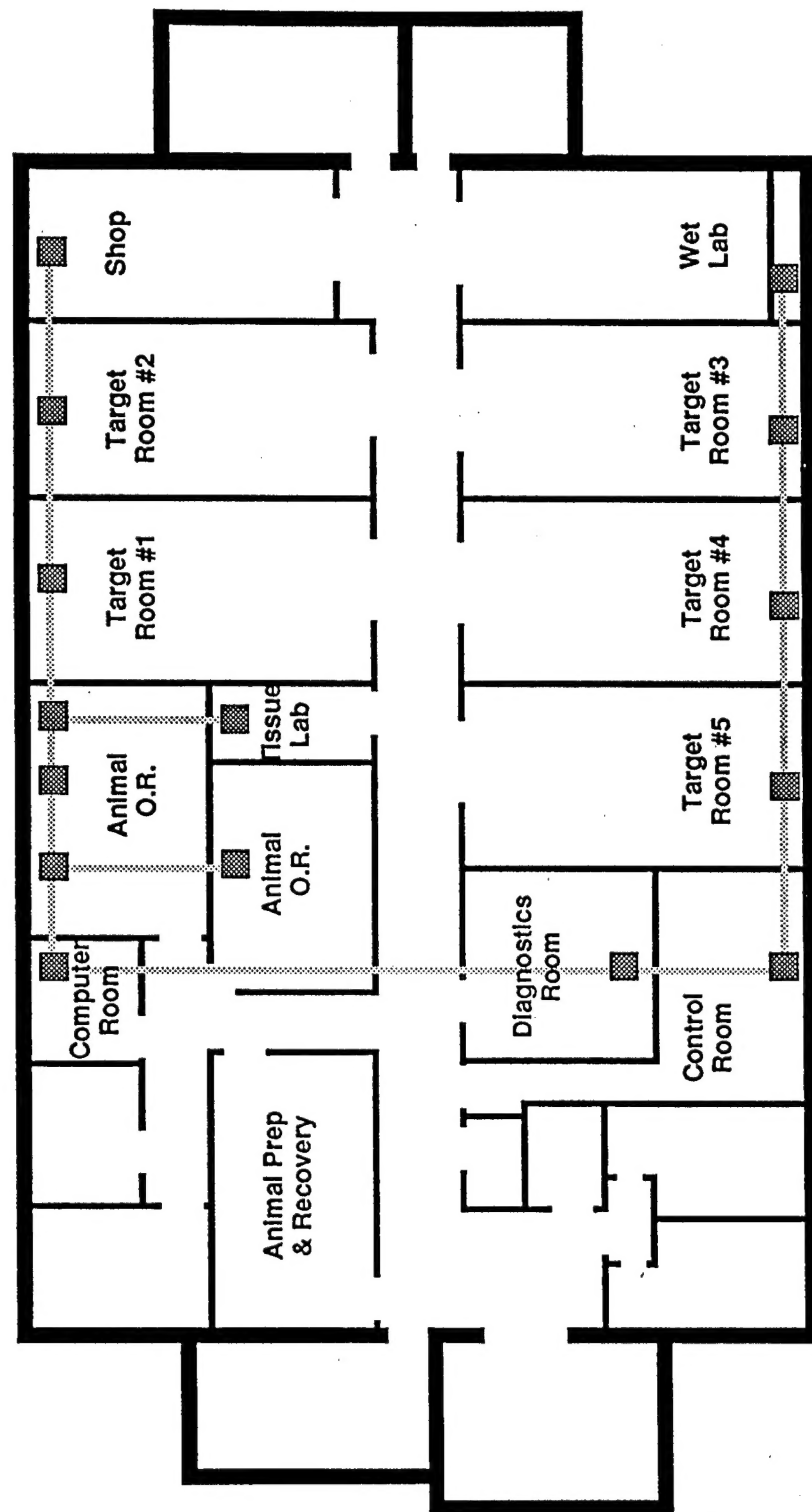 Shop
Target
Room #2
Target
Room #1
Animal
O.R.
Tissue
Lab
Animal
O.R.
Computer
Room
Animal Prep
& Recovery
Wet
Lab
Target
Room #3
Target
Room #4
Target
Room #5
Diagnostics
Room
Control
Room